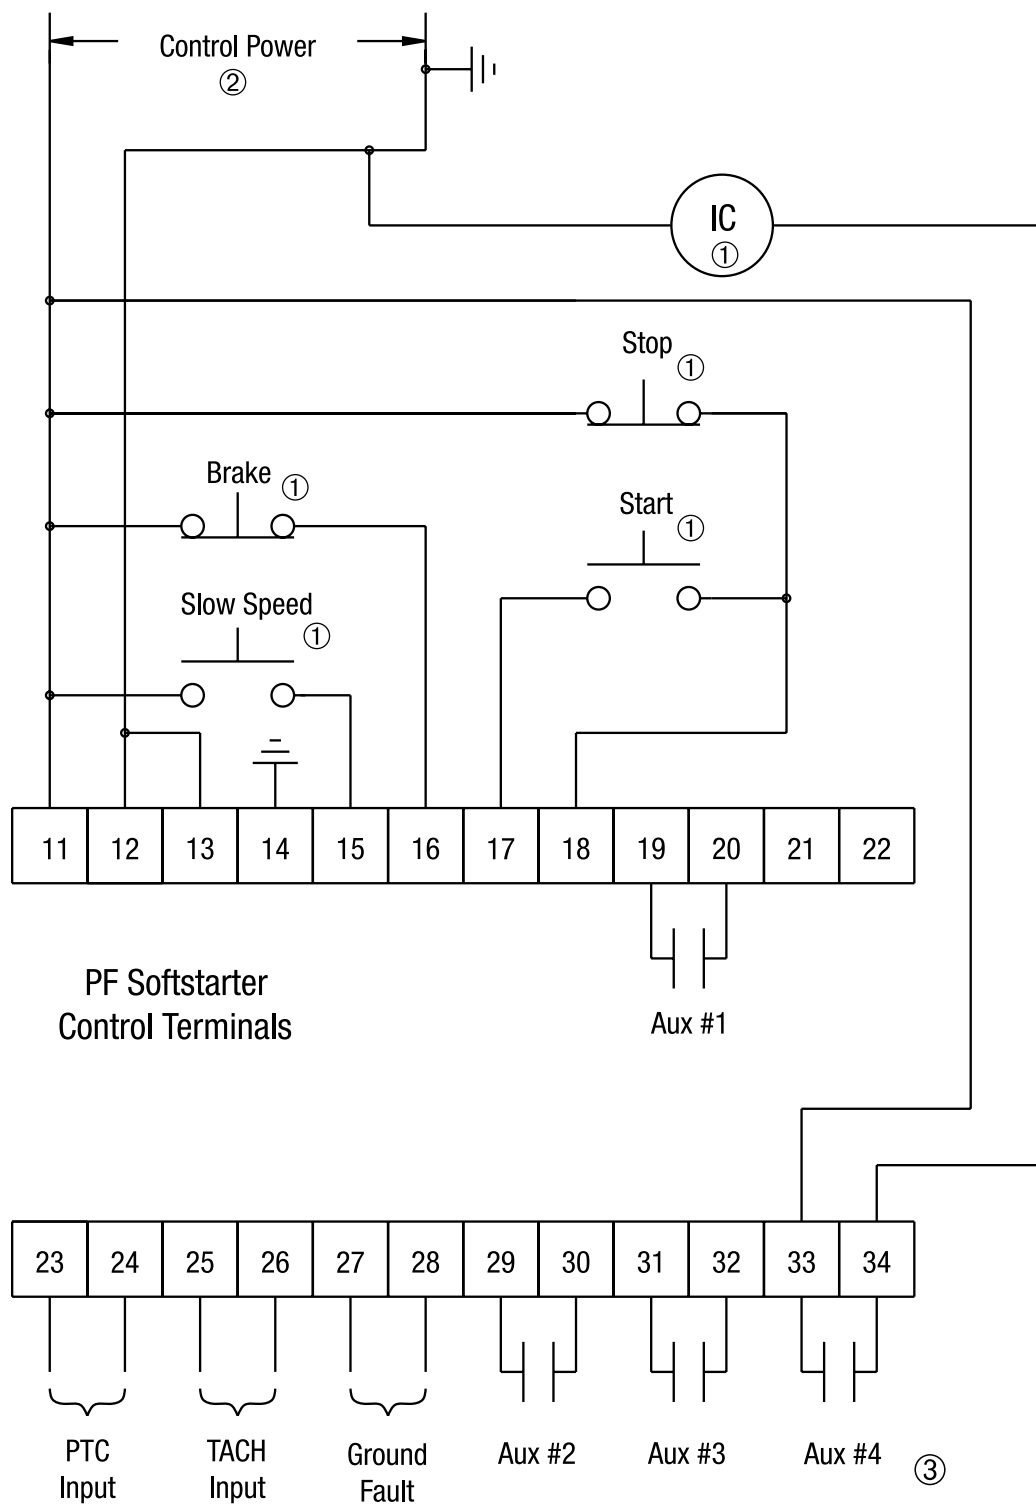 Control Power
②
IC
①
Stop ①
Brake ①
Start ①
Slow Speed ①
11 12 13 14 15 16 17 18 19 20 21 22
PF Softstarter
Control Terminals
Aux #1
23 24 25 26 27 28 29 30 31 32 33 34
PTC
Input
TACH
Input
Ground
Fault
Aux #2
Aux #3
Aux #4 ③